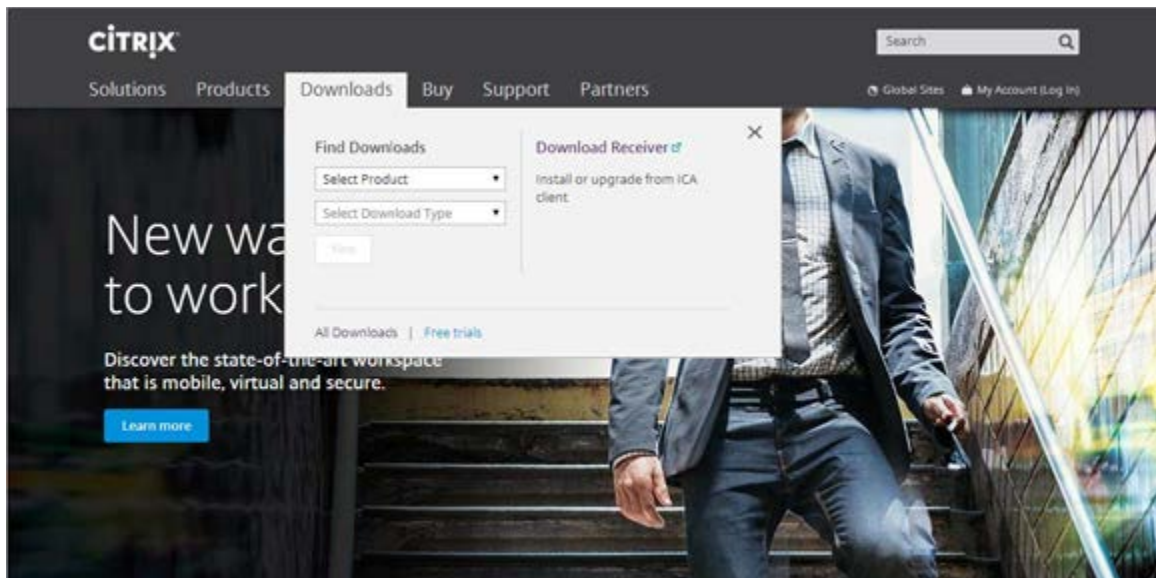 CITRIX
Search
Solutions Products Downloads Buy Support Partners
Global Sites My Account (Log In)
Find Downloads
Select Product
Select Download Type
Download Receiver
Install or upgrade from ICA
client
All Downloads | Free trials
New wa
to work
Discover the state-of-the-art workspace
that is mobile, virtual and secure.
Learn more